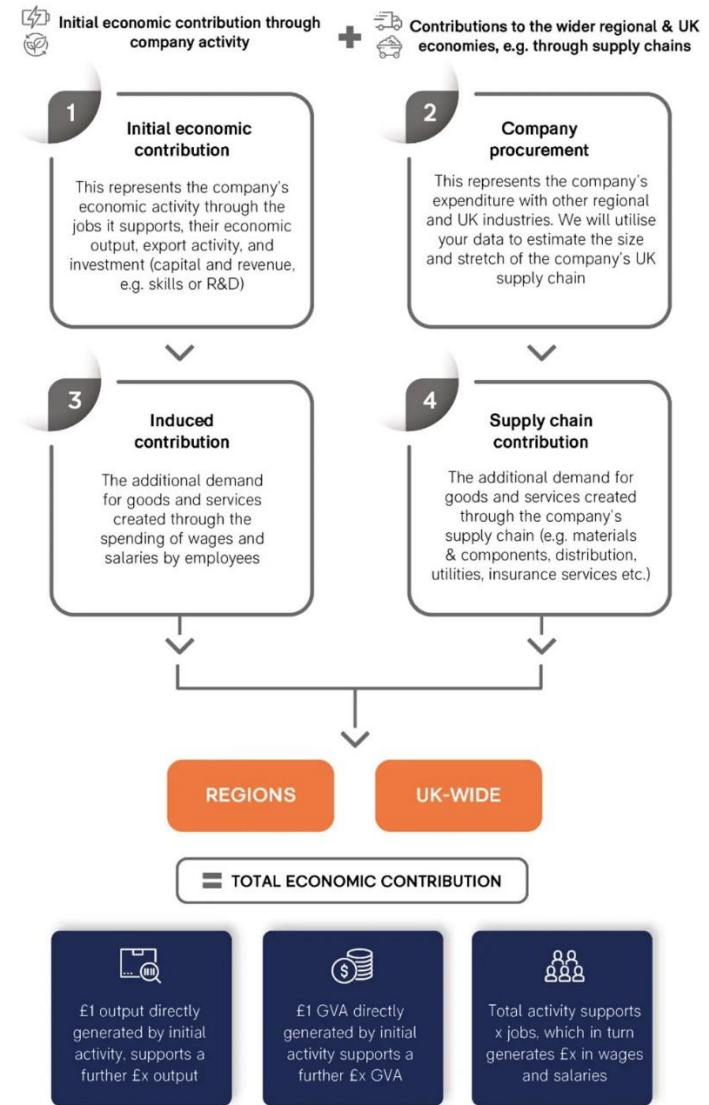 Initial economic contribution through
company activity
+
Contributions to the wider regional & UK
economies, e.g. through supply chains
1
Initial economic
contribution
This represents the company's
economic activity through the
jobs it supports, their economic
output, export activity, and
investment (capital and revenue,
e.g. skills or R&D)
2
Company
procurement
This represents the company's
expenditure with other regional
and UK industries. We will utilise
your data to estimate the size
and stretch of the company's UK
supply chain
3
Induced
contribution
The additional demand
for goods and services
created through the
spending of wages and
salaries by employees
4
Supply chain
contribution
The additional demand for
goods and services created
through the company's
supply chain (e.g. materials
& components, distribution,
utilities, insurance services etc.)
REGIONS
UK-WIDE
= TOTAL ECONOMIC CONTRIBUTION
£1 output directly
generated by initial
activity, supports a
further £x output
$
£1 GVA directly
generated by initial
activity supports a
further £x GVA
Total activity supports
x jobs, which in turn
generates £x in wages
and salaries